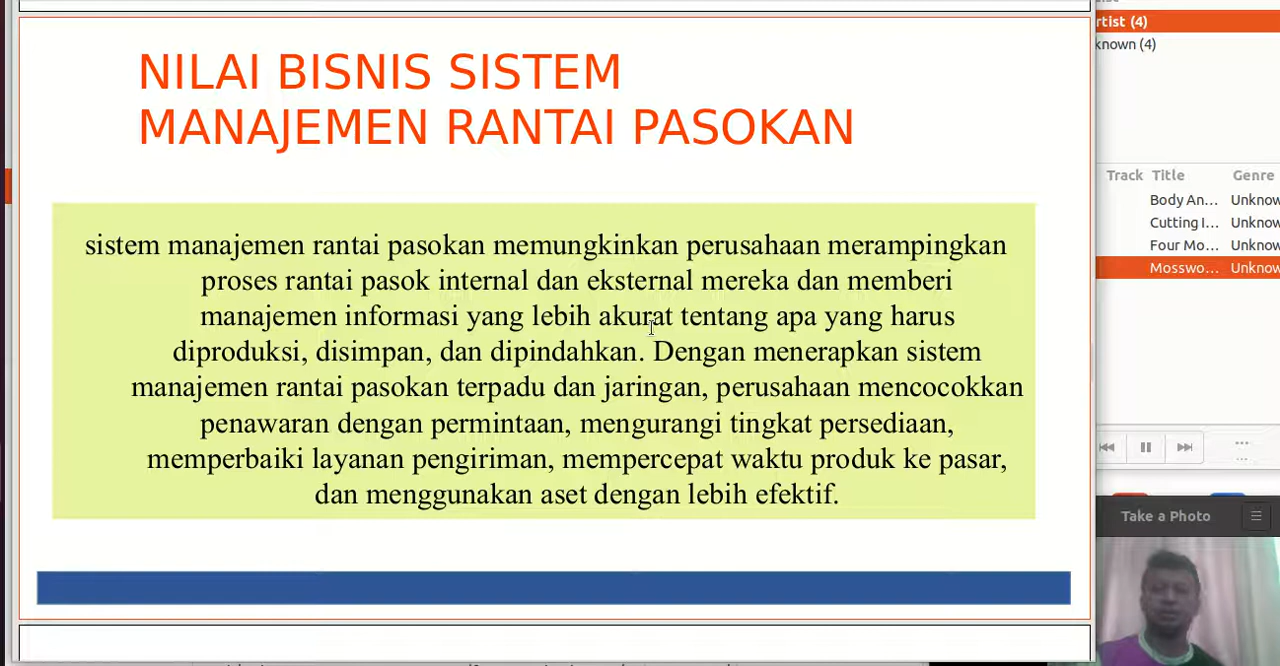 NILAI BISNIS SISTEM
MANAJEMEN RANTAI PASOKAN
sistem manajemen rantai pasokan memungkinkan perusahaan merampingkan
proses rantai pasok internal dan eksternal mereka dan memberi
manajemen informasi yang lebih akurat tentang apa yang harus
diproduksi, disimpan, dan dipindahkan. Dengan menerapkan sistem
manajemen rantai pasokan terpadu dan jaringan, perusahaan mencocokkan
penawaran dengan permintaan, mengurangi tingkat persediaan,
memperbaiki layanan pengiriman, mempercepat waktu produk ke pasar,
dan menggunakan aset dengan lebih efektif.
rtist (4)
known (4)
Track Title Genre
Body An... Unknow
Cutting I... Unknow
Four Mo... Unknow
Mosswo... Unknow
Take a Photo